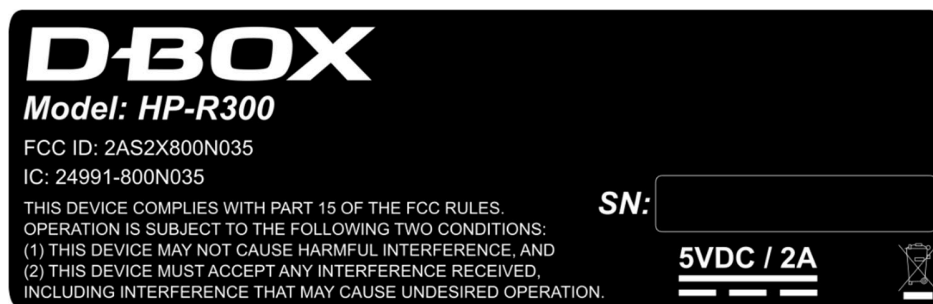 D-BOX
Model: HP-R300
FCC ID: 2AS2X800N035
IC: 24991-800N035
THIS DEVICE COMPLIES WITH PART 15 OF THE FCC RULES.
OPERATION IS SUBJECT TO THE FOLLOWING TWO CONDITIONS:
(1) THIS DEVICE MAY NOT CAUSE HARMFUL INTERFERENCE, AND
(2) THIS DEVICE MUST ACCEPT ANY INTERFERENCE RECEIVED,
INCLUDING INTERFERENCE THAT MAY CAUSE UNDESIRED OPERATION.
SN:
5VDC / 2A